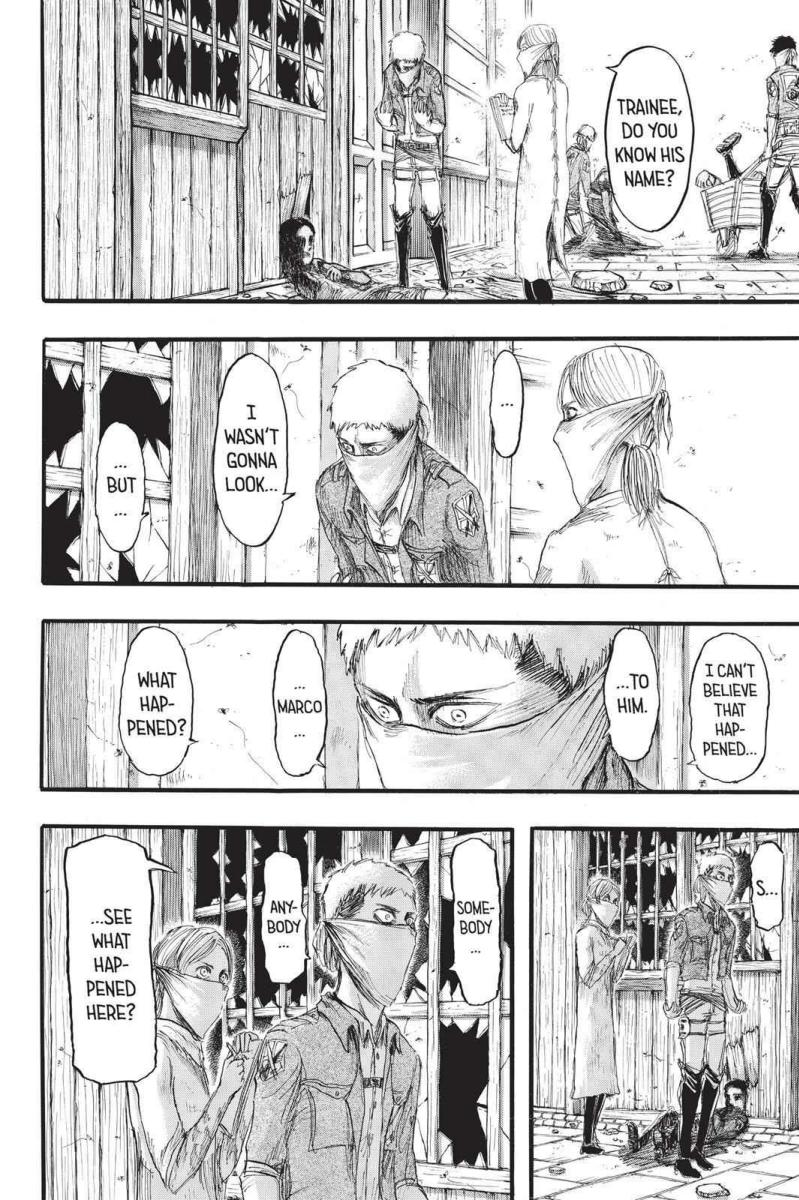 TRAINEE,
DO YOU
KNOW HIS
NAME?
...
I
WASN'T
GONNA
LOOK...
...
BUT
...
I CAN'T
BELIEVE
THAT
HAP-
PENED...
...TO
HIM.
...
MARCO
...
WHAT
HAP-
PENED?
S...
SOME-
BODY
...
ANY-
BODY
...
...SEE
WHAT
HAP-
PENED
HERE?